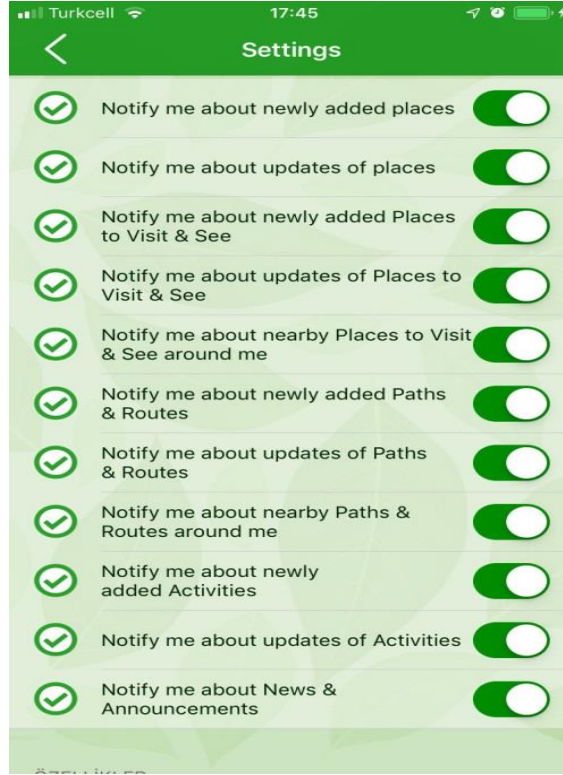 Turkcell 17:45
Settings
Notify me about newly added places
Notify me about updates of places
Notify me about newly added Places
to Visit & See
Notify me about updates of Places to
Visit & See
Notify me about nearby Places to Visit
& See around me
Notify me about newly added Paths
& Routes
Notify me about updates of Paths
& Routes
Notify me about nearby Paths &
Routes around me
Notify me about newly
added Activities
Notify me about updates of Activities
Notify me about News &
Announcements
ÖZELLİKLER